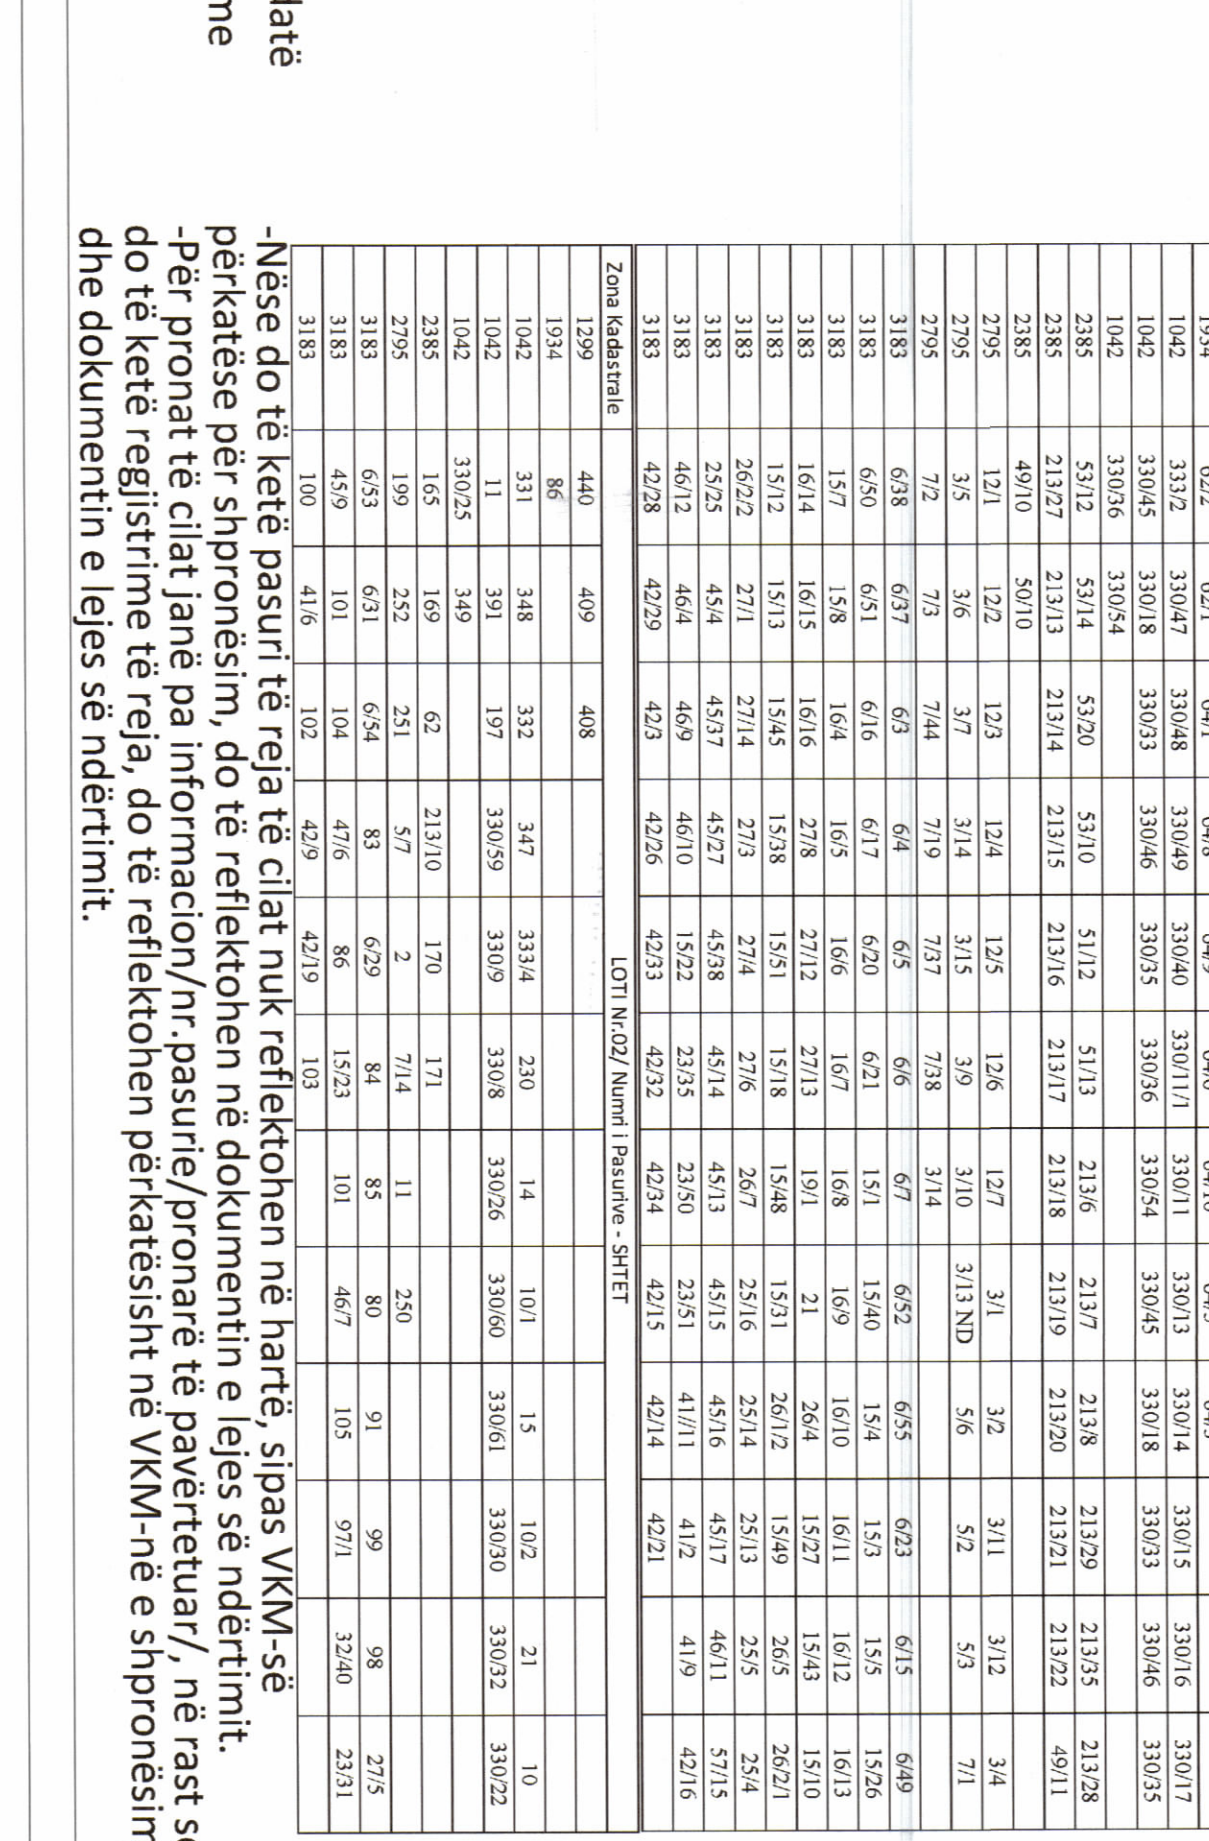 1042 333/2 330/47 330/48 330/49 330/40 330/11/1 330/11 330/13 330/14 330/15 330/16 330/17
1042 330/45 330/18 330/33 330/46 330/35 330/36 330/54 330/45 330/18 330/33 330/46 330/35
1042 330/36 330/54
2385 53/12 53/14 53/20 53/10 51/12 51/13 213/6 213/7 213/8 213/29 213/35 213/28
2385 213/27 213/13 213/14 213/15 213/16 213/17 213/18 213/19 213/20 213/21 213/22 49/11
2385 49/10 50/10
2795 12/1 12/2 12/3 12/4 12/5 12/6 12/7 3/1 3/2 3/11 3/12 3/4
2795 3/5 3/6 3/7 3/14 3/15 3/9 3/10 3/13 ND 5/6 5/2 5/3 7/1
2795 7/2 7/3 7/44 7/19 7/37 7/38 3/14
3183 6/38 6/37 6/3 6/4 6/5 6/6 6/7 6/52 6/55 6/23 6/15 6/49
3183 6/50 6/51 6/16 6/17 6/20 6/21 15/1 15/40 15/4 15/3 15/5 15/26
3183 15/7 15/8 16/4 16/5 16/6 16/7 16/8 16/9 16/10 16/11 16/12 16/13
3183 16/14 16/15 16/16 27/8 27/12 27/13 19/1 21 26/4 15/27 15/43 15/10
3183 15/12 15/13 15/45 15/38 15/51 15/18 15/48 15/31 26/1/2 15/49 26/5 26/2/1
3183 26/2/2 27/1 27/14 27/3 27/4 27/6 26/7 25/16 25/14 25/13 25/5 25/4
3183 25/25 45/4 45/37 45/27 45/38 45/14 45/13 45/15 45/16 45/17 46/11 57/15
3183 46/12 46/4 46/9 46/10 15/22 23/35 23/50 23/51 41//11 41/2 41/9 42/16
3183 42/28 42/29 42/3 42/26 42/33 42/32 42/34 42/15 42/14 42/21
Zona Kadastrale LOTI Nr.02/ Numri i Pasurive - SHTET
1299 440 409 408
1934 86
1042 331 348 332 347 333/4 230 14 10/1 15 10/2 21 10
1042 11 391 197 330/59 330/9 330/8 330/26 330/60 330/61 330/30 330/32 330/22
1042 330/25 349
2385 165 169 62 213/10 170 171
2795 199 252 251 5/7 2 7/14 11 250
3183 6/53 6/31 6/54 83 6/29 84 85 80 91 99 98 27/5
3183 45/9 101 104 47/6 86 15/23 101 46/7 105 97/1 32/40 23/31
3183 100 41/6 102 42/9 42/19 103
-Nëse do të ketë pasuri të reja të cilat nuk reflektohen në hartë, sipas VKM-së
përkatëse për shpronësim, do të reflektohen në dokumentin e lejes së ndërtimit.
-Për pronat të cilat janë pa informacion/nr.pasurie/pronarë të pavërtetuar/, në rast
do të ketë regjistrime të reja, do të reflektohen përkatësisht në VKM-në e shpronësim
dhe dokumentin e lejes së ndërtimit.